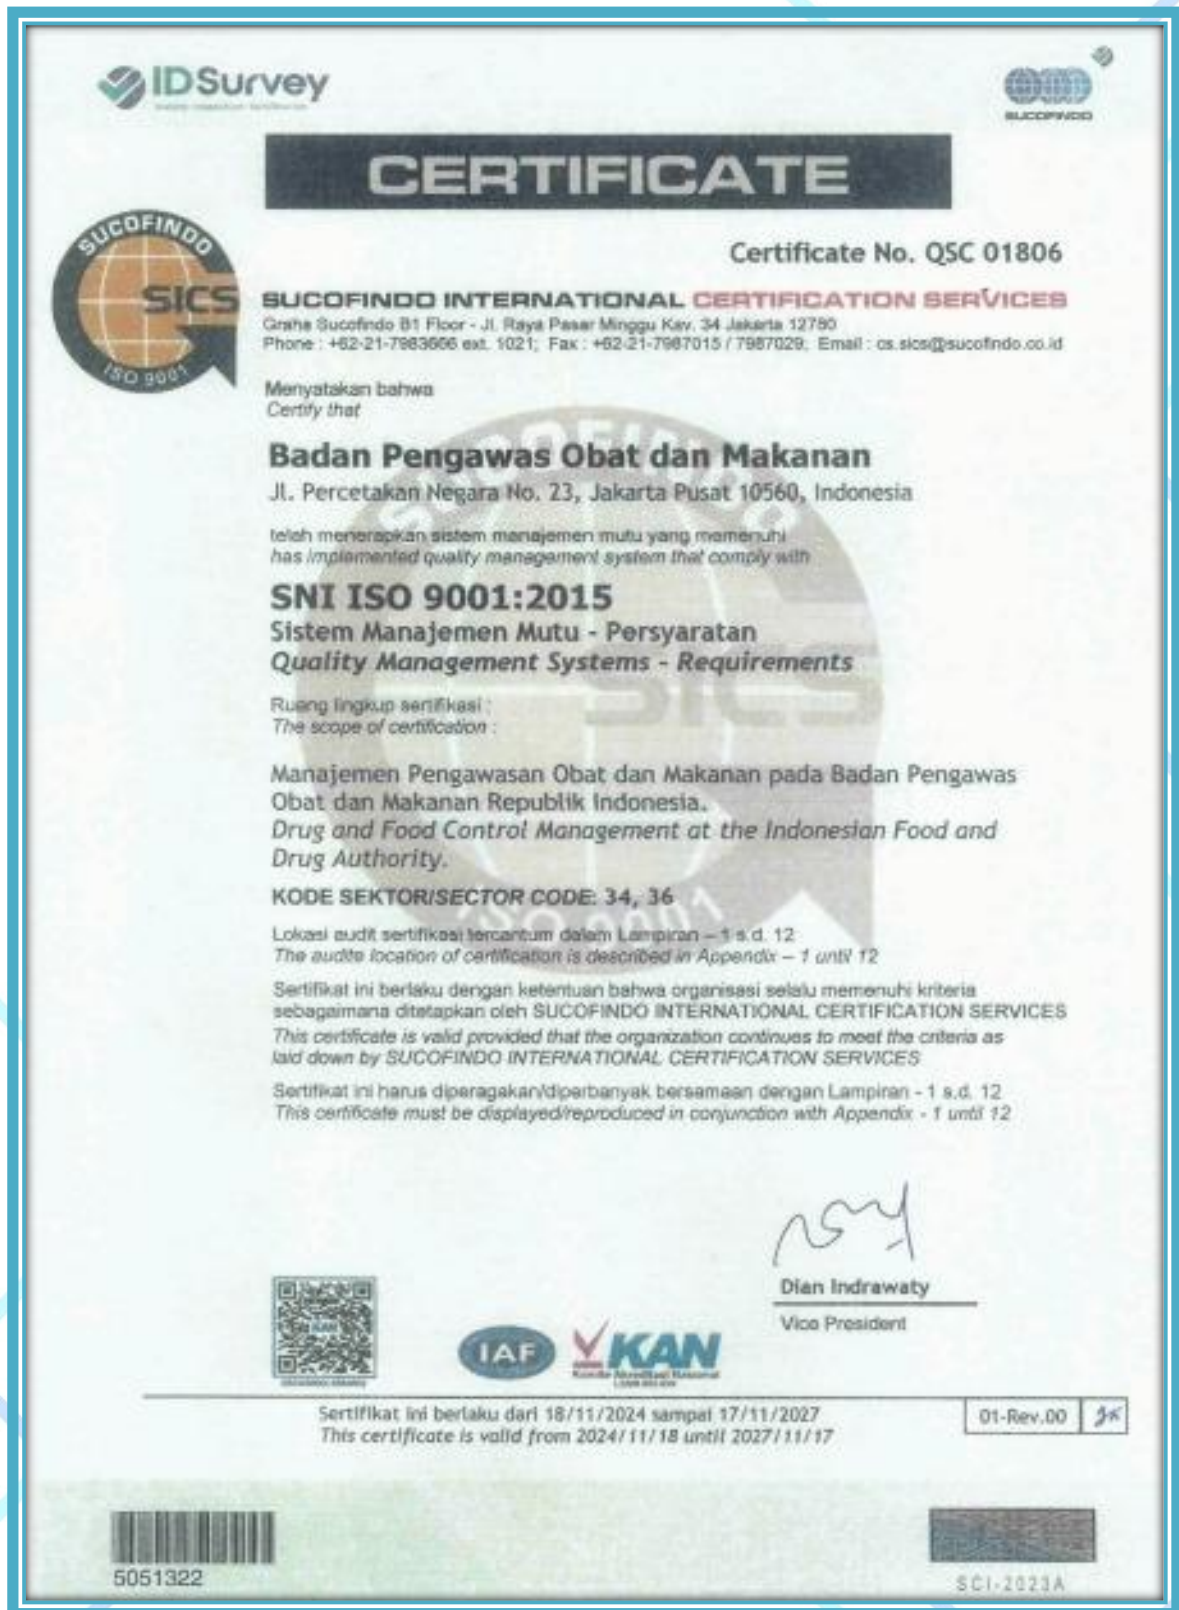 IDSurvey
SUCOFINDO
CERTIFICATE
SUCOFINDO
SICS
ISO 9001
Certificate No. QSC 01806
SUCOFINDO INTERNATIONAL CERTIFICATION SERVICES
Graha Sucofindo B1 Floor - Jl. Raya Pasar Minggu Kav. 34 Jakarta 12780
Phone : +62-21-7983666 ext. 1021; Fax : +62-21-7987015 / 7987029; Email : cs.sics@sucofindo.co.id
Menyatakan bahwa
Certify that
Badan Pengawas Obat dan Makanan
Jl. Percetakan Negara No. 23, Jakarta Pusat 10560, Indonesia
telah menerapkan sistem manajemen mutu yang memenuhi
has implemented quality management system that comply with
SNI ISO 9001:2015
Sistem Manajemen Mutu - Persyaratan
Quality Management Systems - Requirements
Ruang lingkup sertifikasi :
The scope of certification :
Manajemen Pengawasan Obat dan Makanan pada Badan Pengawas
Obat dan Makanan Republik Indonesia.
Drug and Food Control Management at the Indonesian Food and
Drug Authority.
KODE SEKTOR/SECTOR CODE: 34, 36
Lokasi audit sertifikasi tercantum dalam Lampiran – 1 s.d. 12
The audite location of certification is described in Appendix – 1 until 12
Sertifikat ini berlaku dengan ketentuan bahwa organisasi selalu memenuhi kriteria
sebagaimana ditetapkan oleh SUCOFINDO INTERNATIONAL CERTIFICATION SERVICES
This certificate is valid provided that the organization continues to meet the criteria as
laid down by SUCOFINDO INTERNATIONAL CERTIFICATION SERVICES
Sertifikat ini harus diperagakan/diperbanyak bersamaan dengan Lampiran - 1 s.d. 12
This certificate must be displayed/reproduced in conjunction with Appendix - 1 until 12
Dian Indrawaty
Vice President
KAN
IAF
KAN
Komite Akreditasi Nasional
Sertifikat ini berlaku dari 18/11/2024 sampai 17/11/2027
This certificate is valid from 2024/11/18 until 2027/11/17
01-Rev.00
5051322
SCI-2023A